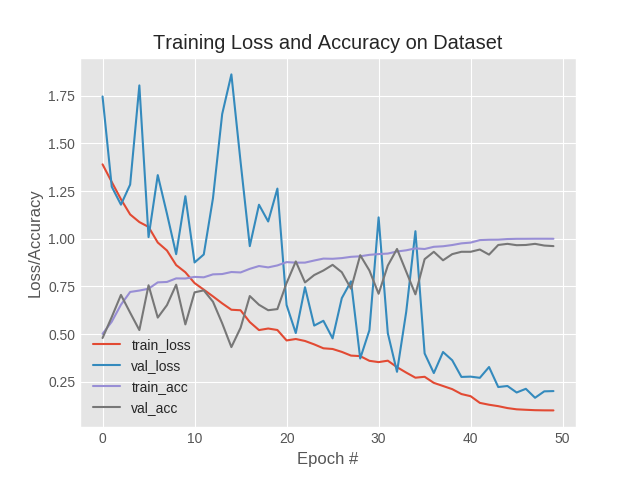 Training Loss and Accuracy on Dataset
Loss/Accuracy
1.75
1.50
1.25
1.00
0.75
0.50
0.25
train_loss
val_loss
train_acc
val_acc
0 10 20 30 40 50
Epoch #